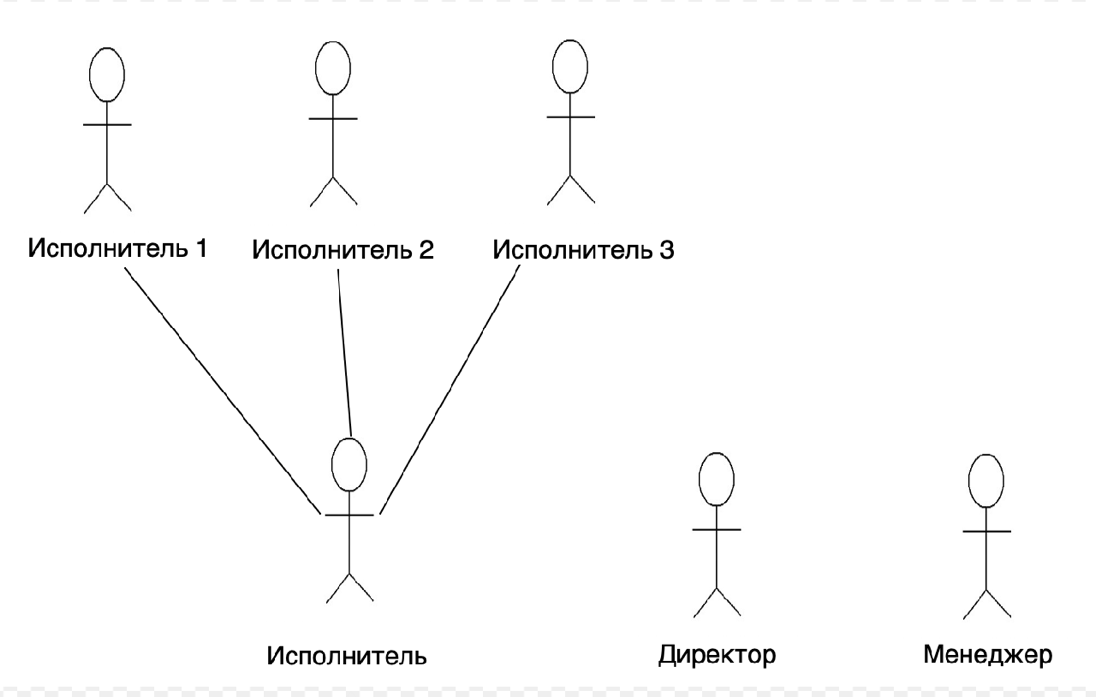 Исполнитель 1
Исполнитель 2
Исполнитель 3
Исполнитель
Директор
Менеджер